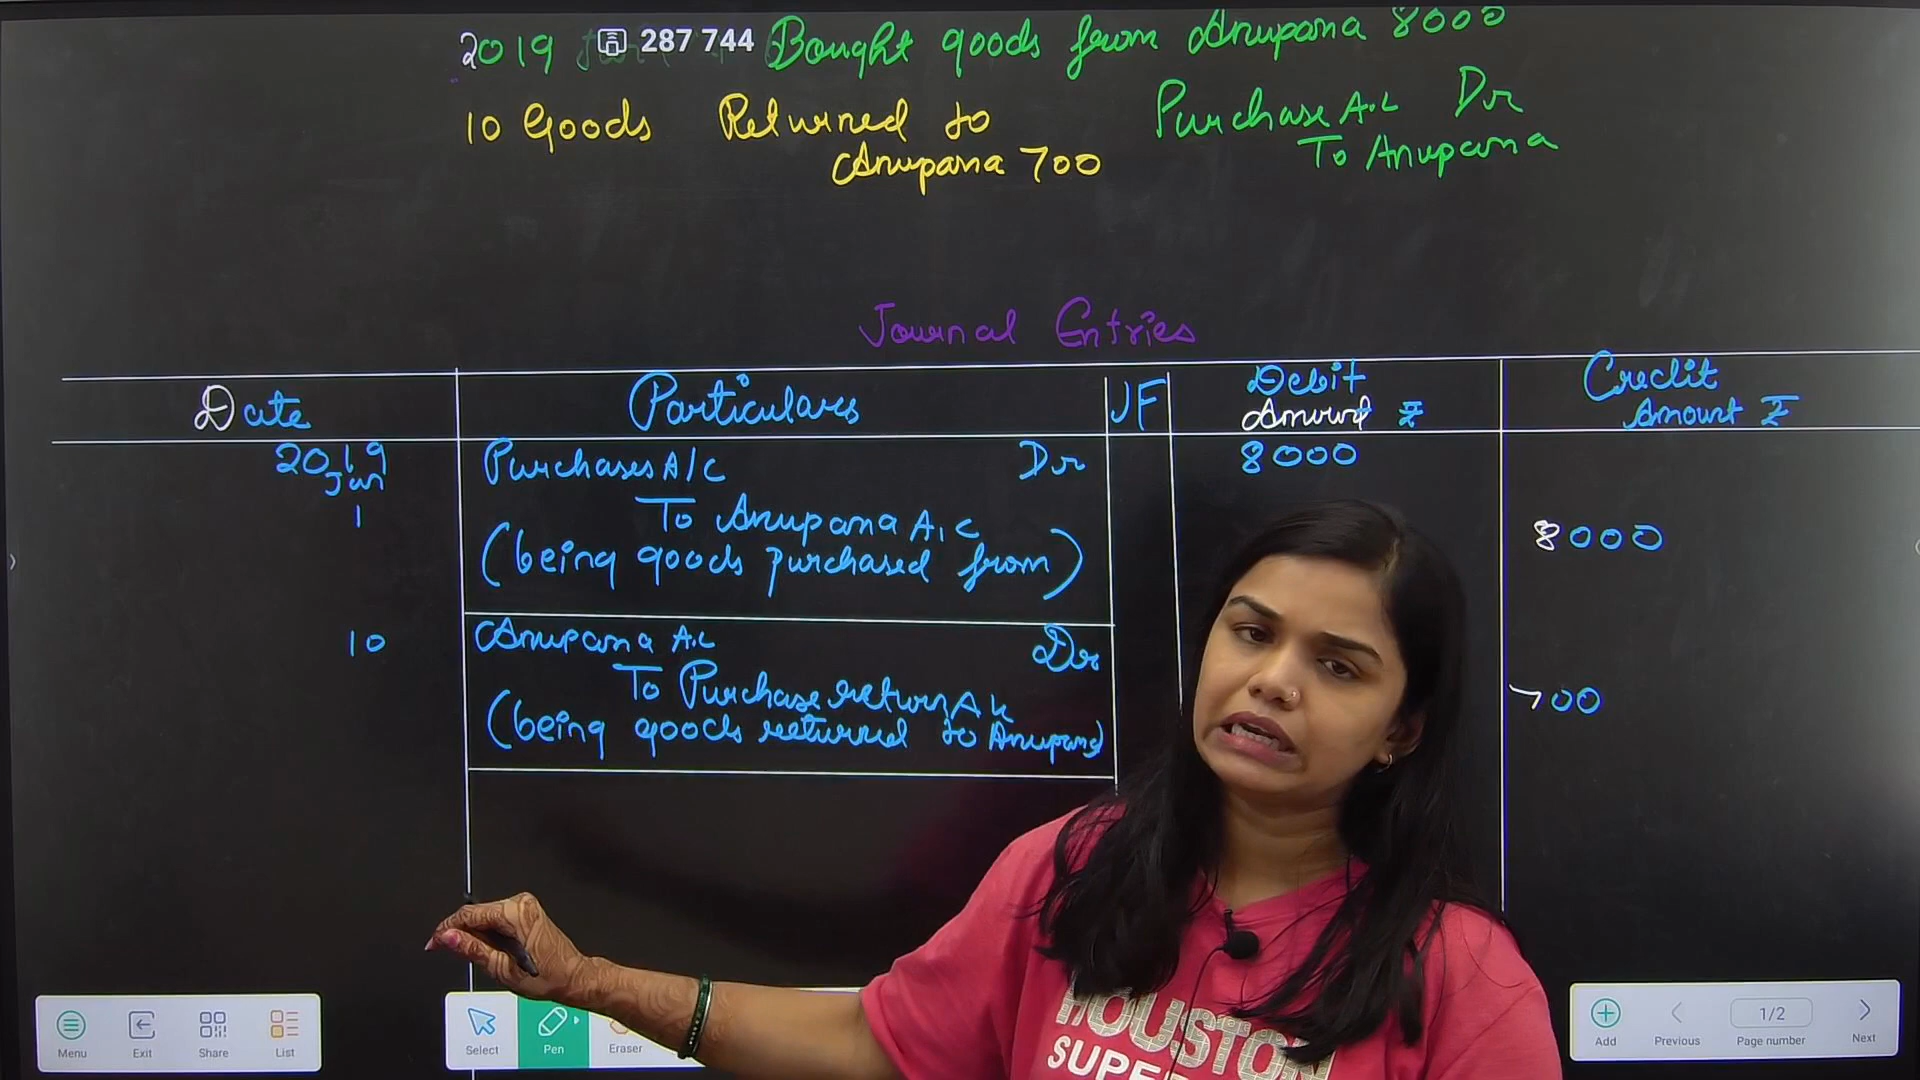 2019 287 744 Bought goods from Anupama 8000
10 Goods Returned to
Anupama 700
Purchase A.C Dr
To Anupama
Journal Entries
Date Particulars JF Debit Amount ₹ Credit Amount ₹
2019
Jan
1
Purchases A/C Dr 8000
To Anupama A.C 8000
(being goods purchased from)
10 Anupama A.C Dr
To Purchase return A/c 700
(being goods returned to Anupama)
HOUSTON
SUPE
Menu Exit Share List
Select Pen Eraser
Add Previous 1/2 Page number Next